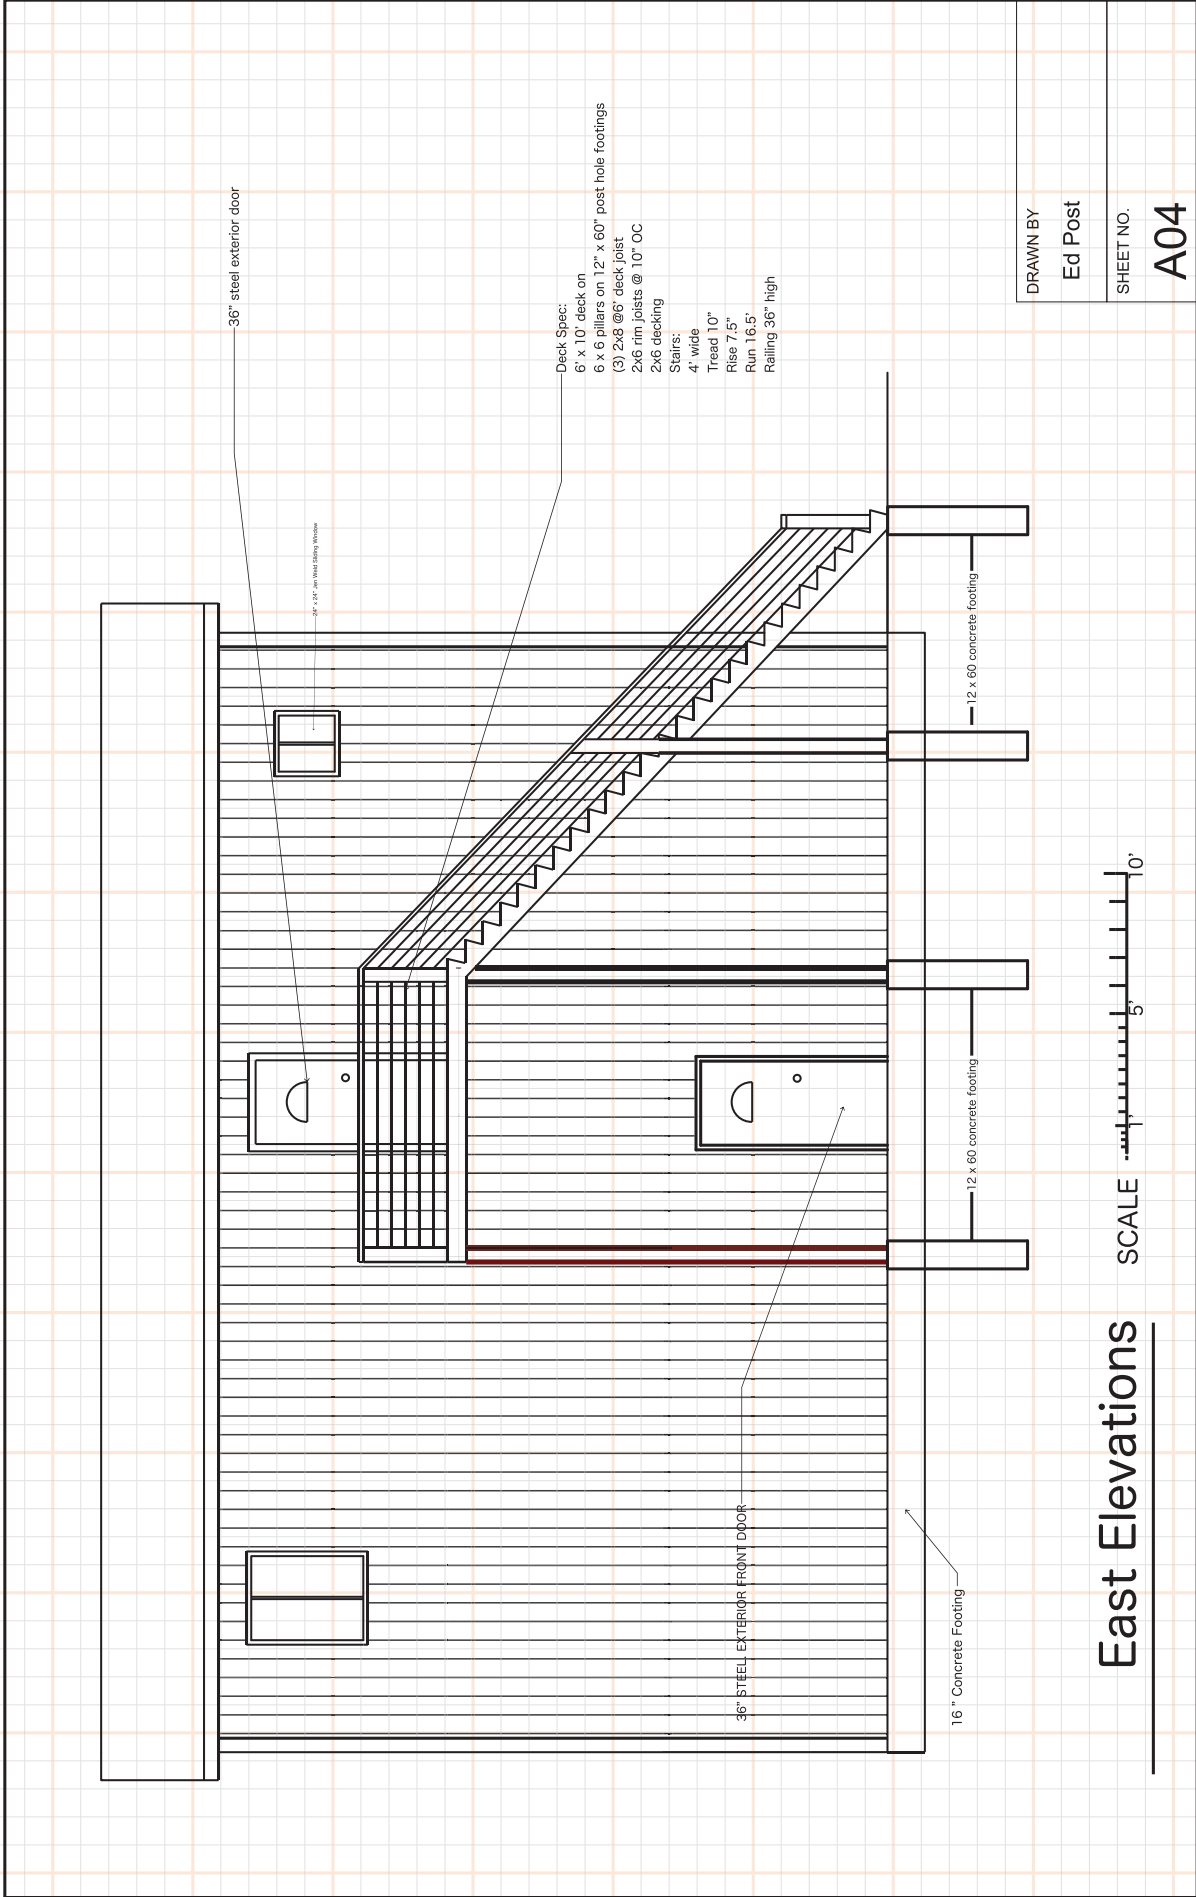 36” steel exterior door
24” x 24” Jen Weld Sliding Window
Deck Spec:
6’ x 10’ deck on
6 x 6 pillars on 12” x 60” post hole footings
(3) 2x8 @6’ deck joist
2x6 rim joists @ 10” OC
2x6 decking
Stairs:
4’ wide
Tread 10”
Rise 7.5”
Run 16.5’
Railing 36” high
36” STEEL EXTERIOR FRONT DOOR
16 ” Concrete Footing
12 x 60 concrete footing
12 x 60 concrete footing
East Elevations
SCALE
1’
5’
10’
DRAWN BY
Ed Post
SHEET NO.
A04